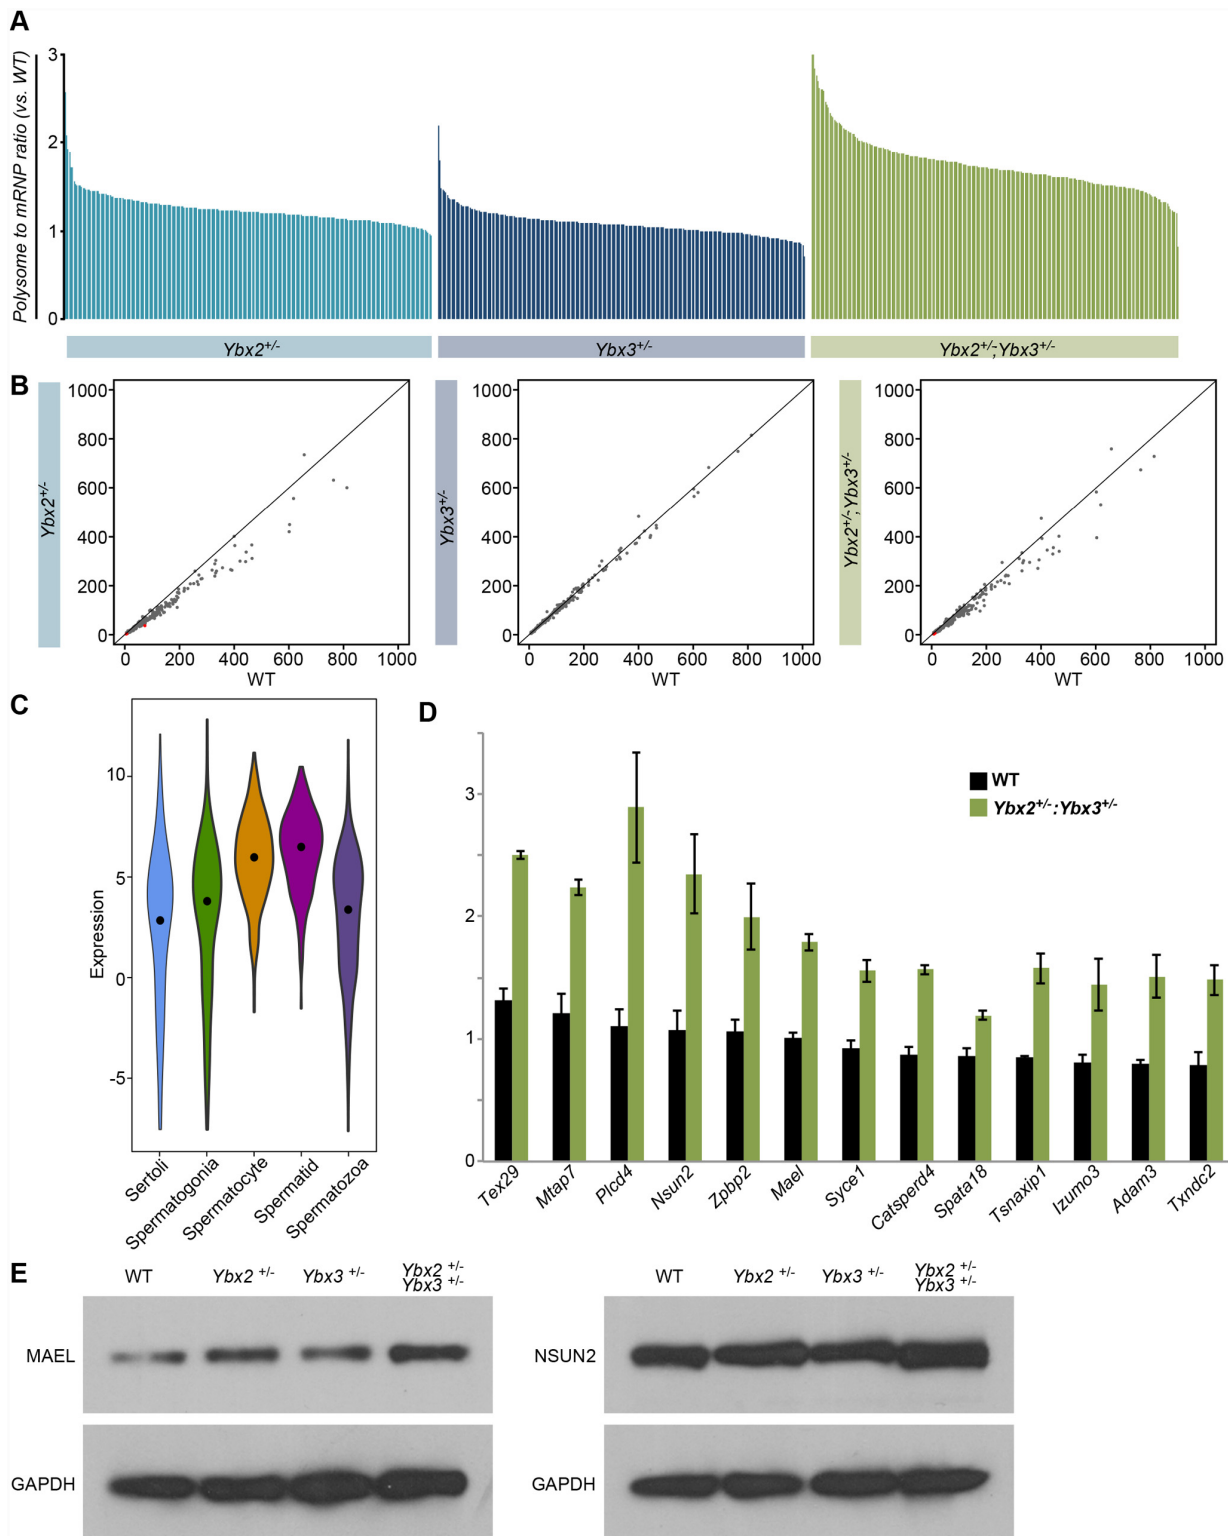 A
Polysome to mRNP ratio (vs. WT)
3
2
1
0
Ybx2+/-
Ybx3+/-
Ybx2+/-;Ybx3+/-
B
Ybx2+/-
1000
800
600
400
200
0
0 200 400 600 800 1000
WT
Ybx3+/-
1000
800
600
400
200
0
0 200 400 600 800 1000
WT
Ybx2+/-;Ybx3+/-
1000
800
600
400
200
0
0 200 400 600 800 1000
WT
C
Expression
10
5
0
-5
Sertoli
Spermatogonia
Spermatocyte
Spermatid
Spermatozoa
D
3
2
1
0
WT
Ybx2+/-:Ybx3+/-
Tex29
Mtap7
Plcd4
Nsun2
Zpbp2
Mael
Syce1
Catsperd4
Spata18
Tsnaxip1
Izumo3
Adam3
Txndc2
E
WT
Ybx2 +/-
Ybx3 +/-
Ybx2 +/-
Ybx3 +/-
MAEL
GAPDH
WT
Ybx2 +/-
Ybx3 +/-
Ybx2 +/-
Ybx3 +/-
NSUN2
GAPDH